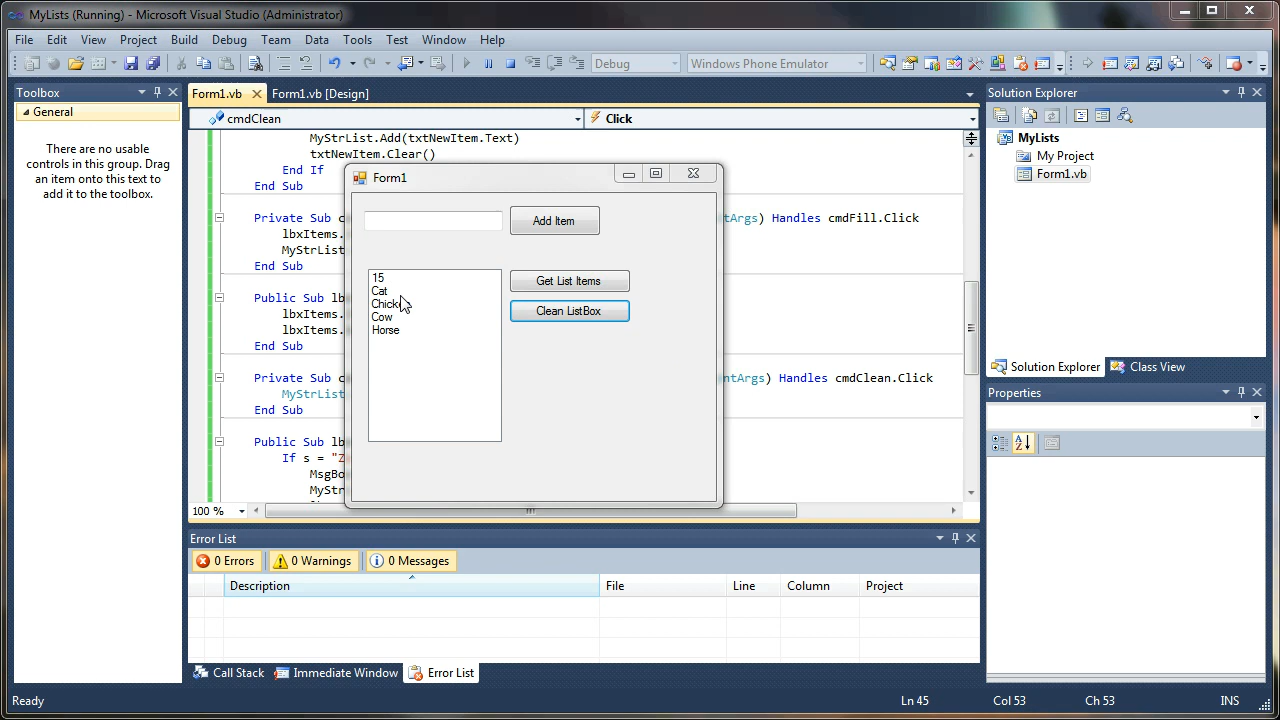 MyLists (Running) - Microsoft Visual Studio (Administrator)
File Edit View Project Build Debug Team Data Tools Test Window Help
Debug Windows Phone Emulator
Toolbox
General
There are no usable
controls in this group. Drag
an item onto this text to
add it to the toolbox.
Form1.vb Form1.vb [Design]
cmdClean Click
MyStrList.Add(txtNewItem.Text)
txtNewItem.Clear()
End If
End Sub
Private Sub c tArgs) Handles cmdFill.Click
lbxItems.
MyStrList
End Sub
Public Sub lb
lbxItems.
lbxItems.
End Sub
Private Sub c ntArgs) Handles cmdClean.Click
MyStrList
End Sub
Public Sub lb
If s = "Z
MsgBo
MyStr
100 %
Form1
Add Item
15
Cat
Chick
Cow
Horse
Get List Items
Clean ListBox
Solution Explorer
MyLists
My Project
Form1.vb
Solution Explorer Class View
Properties
Error List
0 Errors 0 Warnings 0 Messages
Description File Line Column Project
Call Stack Immediate Window Error List
Ready Ln 45 Col 53 Ch 53 INS